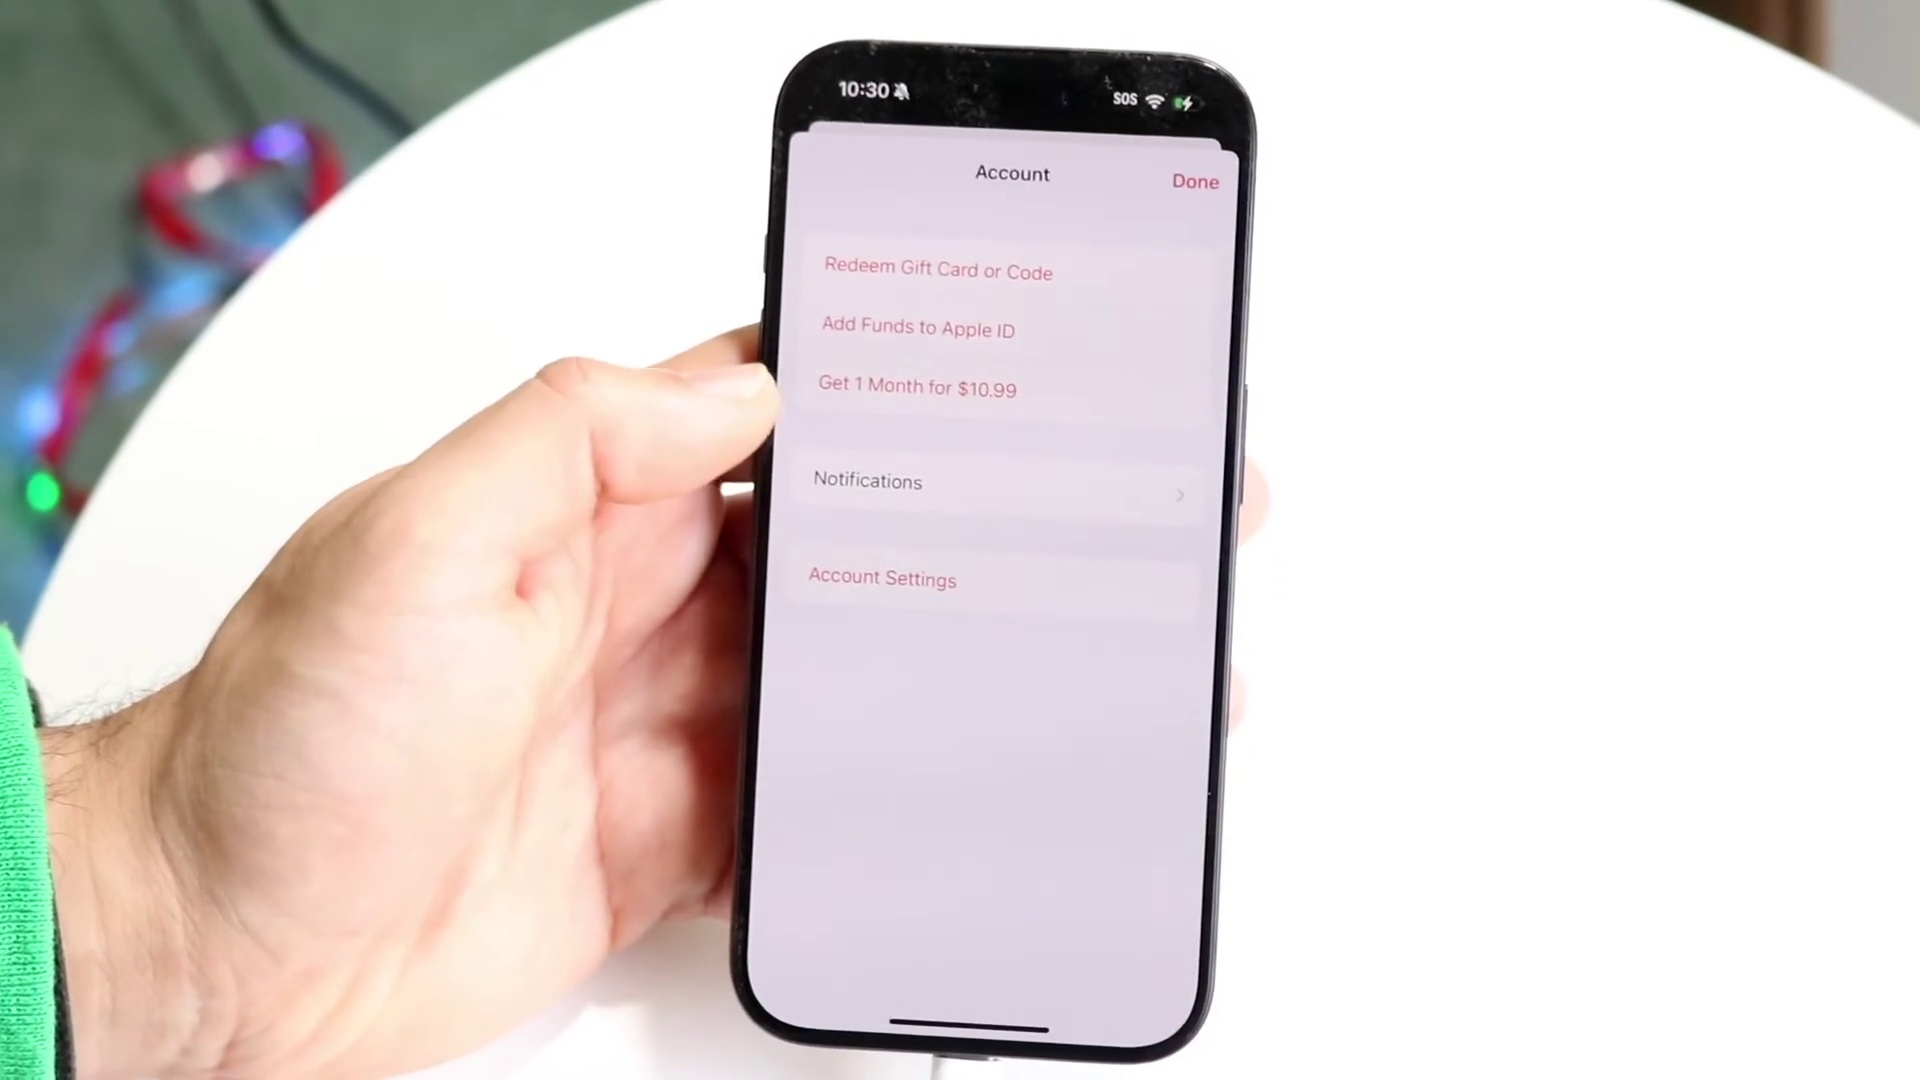 10:30
SOS
Account
Done
Redeem Gift Card or Code
Add Funds to Apple ID
Get 1 Month for $10.99
Notifications
Account Settings